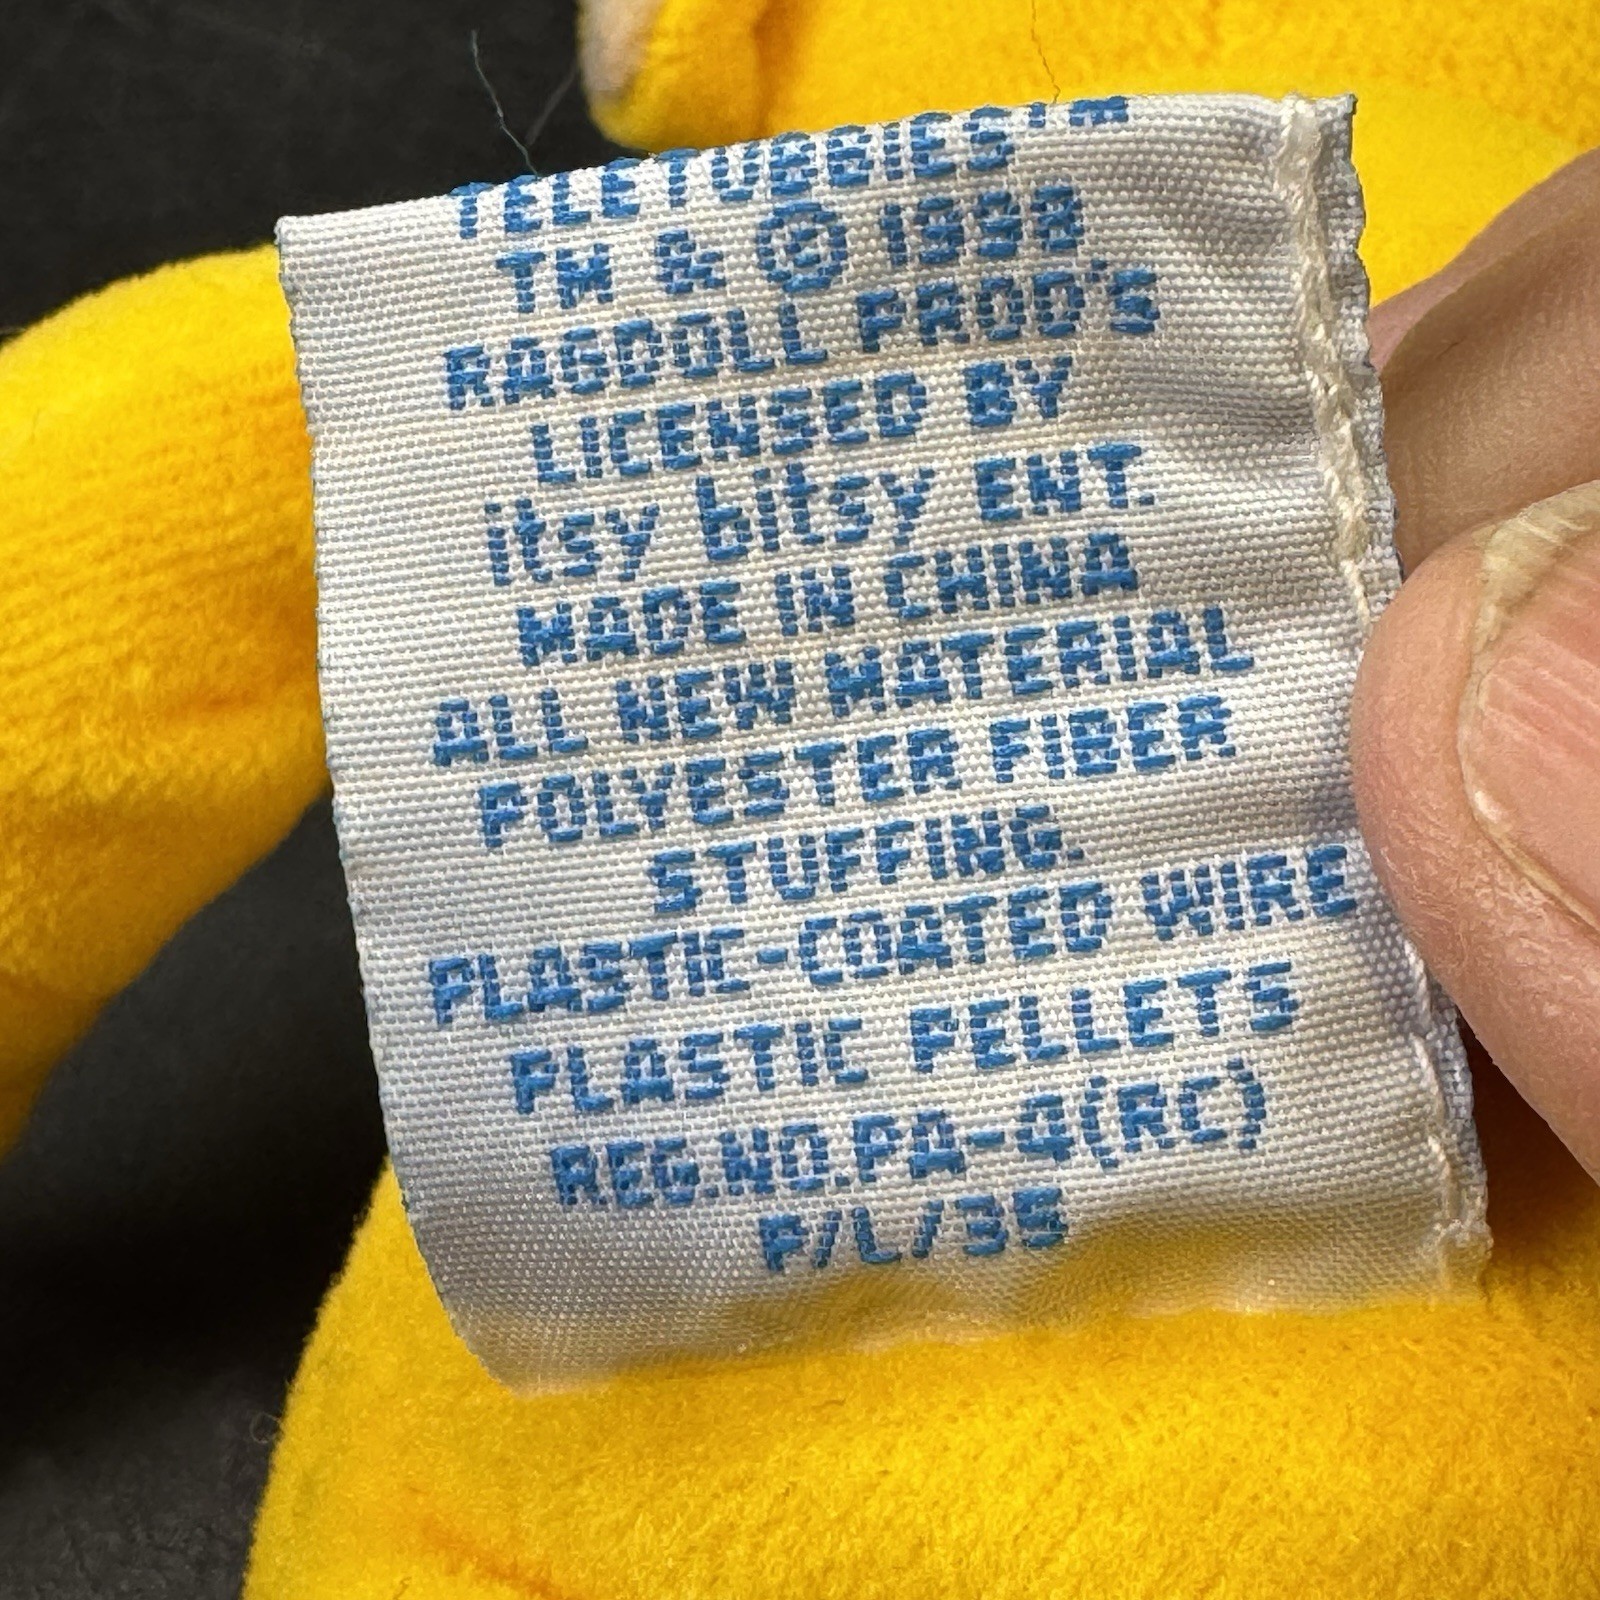 TELETUBBIES™
TM & © 1998
RAGDOLL PROD'S
LICENSED BY
itsy bitsy ENT.
MADE IN CHINA
ALL NEW MATERIAL
POLYESTER FIBER
STUFFING.
PLASTIC-COATED WIRE
PLASTIC PELLETS
REG.NO.PA-4(RC)
P/L/35